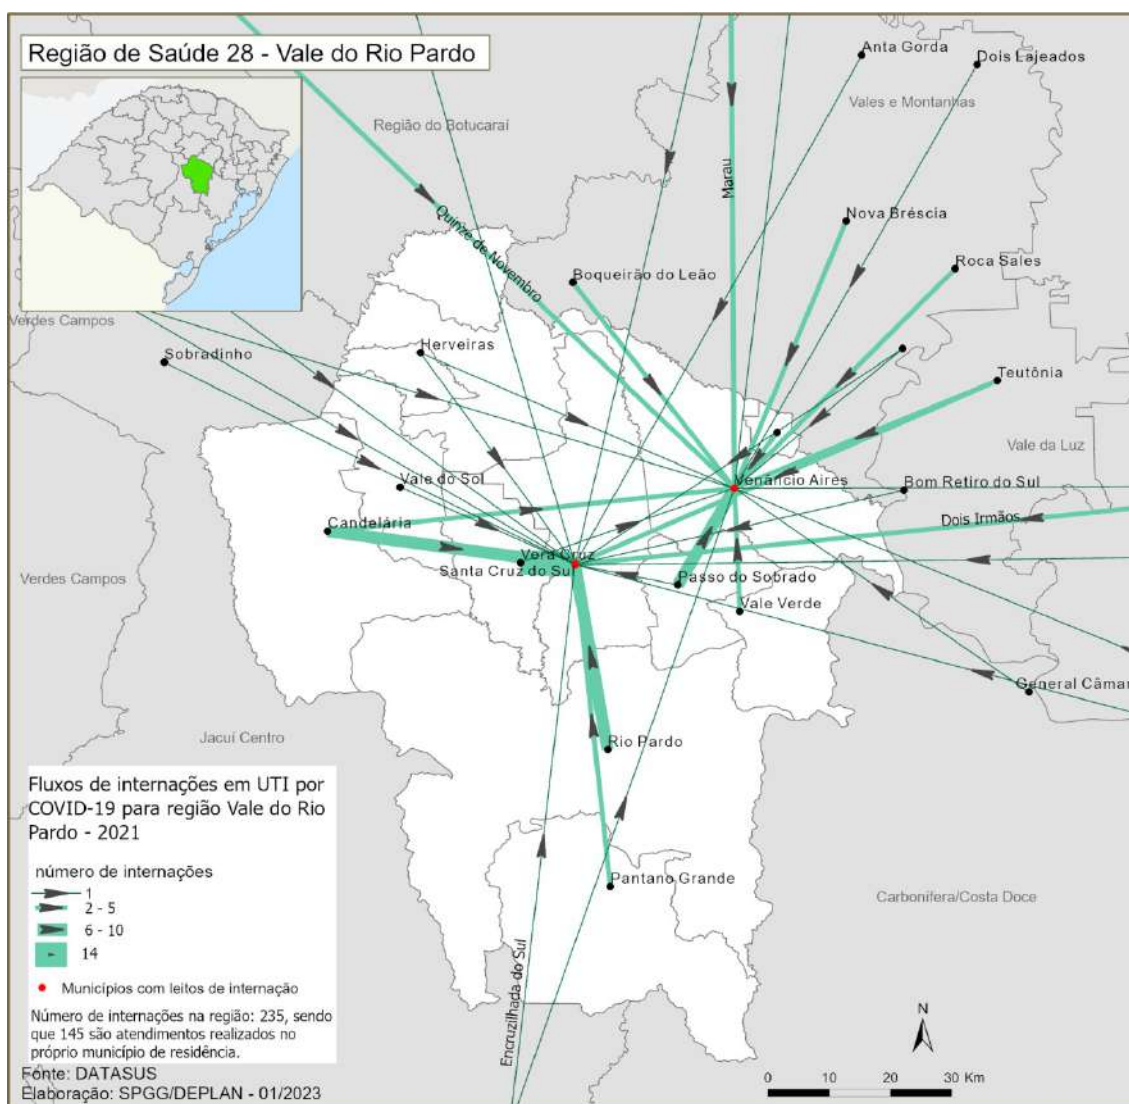 Região de Saúde 28 - Vale do Rio Pardo
Anta Gorda
Dois Lajeados
Vales e Montanhas
Região do Botucaraí
Marau
Nova Bréscia
Quinze de Novembro
Roca Sales
Boqueirão do Leão
Verdes Campos
Herveiras
Sobradinho
Teutônia
Vale da Luz
Venâncio Aires
Vale do Sol
Bom Retiro do Sul
Candelária
Dois Irmãos
Vera Cruz
Santa Cruz do Sul
Verdes Campos
Passo do Sobrado
Vale Verde
General Câmar
Jacuí Centro
Rio Pardo
Fluxos de internações em UTI por
COVID-19 para região Vale do Rio
Pardo - 2021
número de internações
1
2 - 5
6 - 10
14
Municípios com leitos de internação
Número de internações na região: 235, sendo
que 145 são atendimentos realizados no
próprio município de residência.
Pantano Grande
Carbonífera/Costa Doce
Encruzilhada do Sul
N
0 10 20 30 Km
Fonte: DATASUS
Elaboração: SPGG/DEPLAN - 01/2023